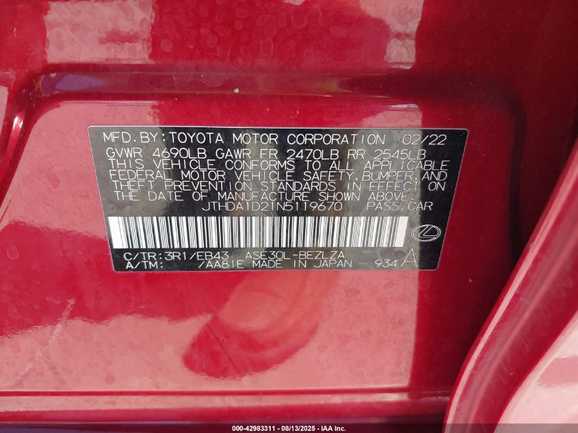 MFD. BY: TOYOTA MOTOR CORPORATION 02/22
GVWR 4690LB GAWR FR 2470LB RR 2545LB
THIS VEHICLE CONFORMS TO ALL APPLICABLE
FEDERAL MOTOR VEHICLE SAFETY, BUMPER, AND
THEFT PREVENTION STANDARDS IN EFFECT ON
THE DATE OF MANUFACTURE SHOWN ABOVE.
JTHDA1D21N5119670 PASS. CAR
C/TR: 3R1/EB43 ASE30L-BEZLZA
A/TM: /AA81E MADE IN JAPAN 934 A
000-42983311 - 08/13/2025 - IAA Inc.